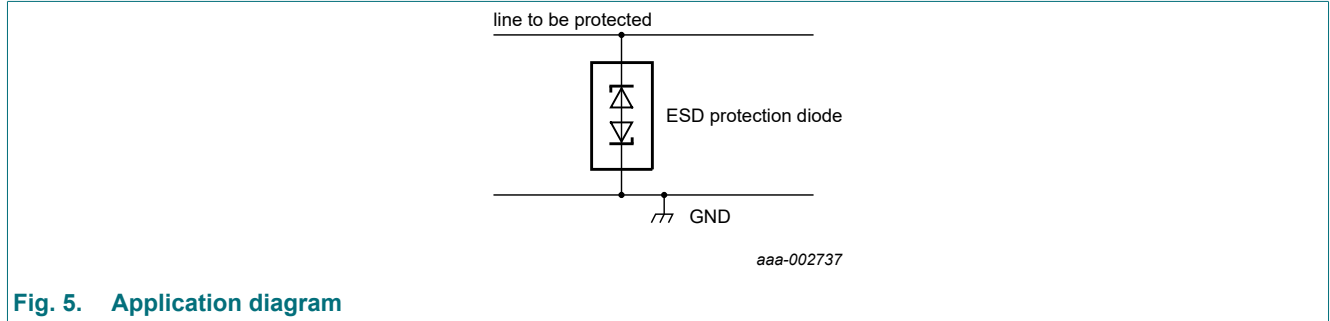 line to be protected
ESD protection diode
GND
aaa-002737
Fig. 5. Application diagram